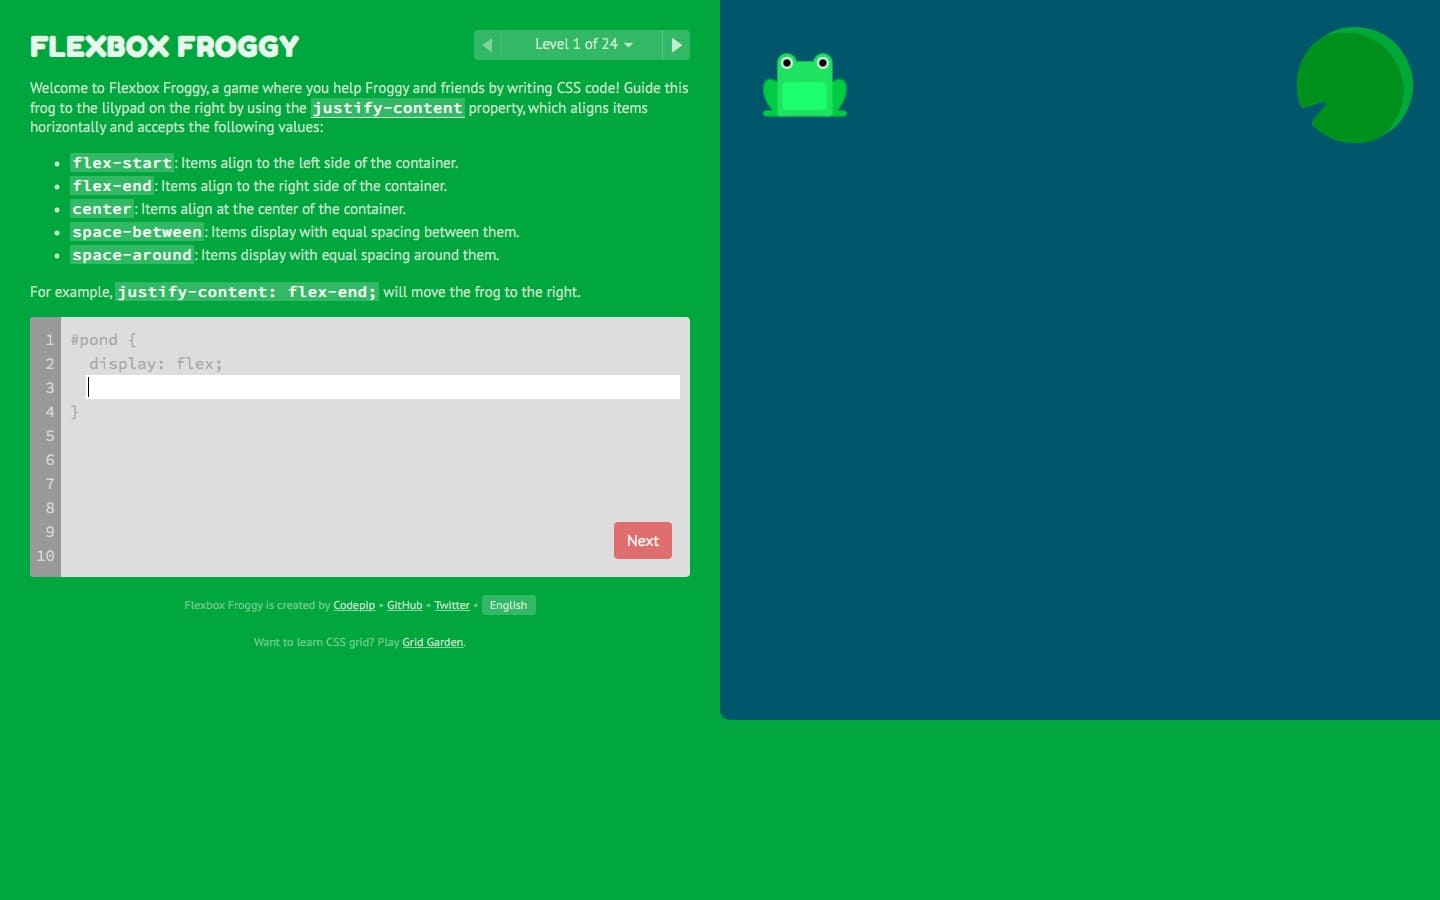 FLEXBOX FROGGY
Level 1 of 24
Welcome to Flexbox Froggy, a game where you help Froggy and friends by writing CSS code! Guide this
frog to the lilypad on the right by using the justify-content property, which aligns items
horizontally and accepts the following values:
• flex-start: Items align to the left side of the container.
• flex-end: Items align to the right side of the container.
• center: Items align at the center of the container.
• space-between: Items display with equal spacing between them.
• space-around: Items display with equal spacing around them.
For example, justify-content: flex-end; will move the frog to the right.
1 #pond {
2   display: flex;
3
4 }
5
6
7
8
9
10
Next
Flexbox Froggy is created by Codepip • GitHub • Twitter • English
Want to learn CSS grid? Play Grid Garden.